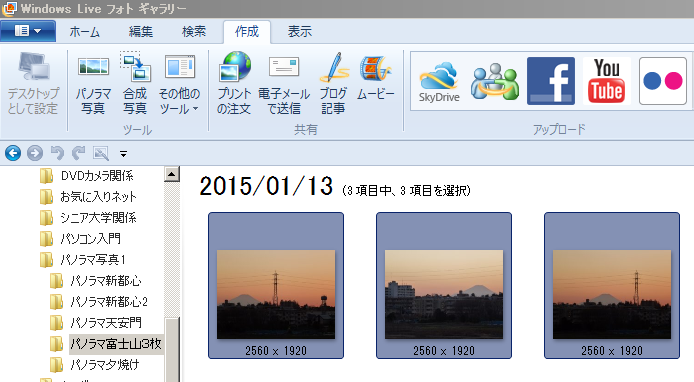 Windows Live フォト ギャラリー
ホーム 編集 検索 作成 表示
デスクトップ
として設定
パノラマ
写真
合成
写真
その他の
ツール
プリント
の注文
電子メール
で送信
ブログ
記事
ムービー
SkyDrive
f
You
Tube
ツール
共有
アップロード
DVDカメラ関係
お気に入りネット
シニア大学関係
パソコン入門
パノラマ写真1
パノラマ新都心
パノラマ新都心2
パノラマ天安門
パノラマ富士山3枚
パノラマ夕焼け
2015/01/13 (3 項目中、3 項目を選択)
2560 x 1920
2560 x 1920
2560 x 1920